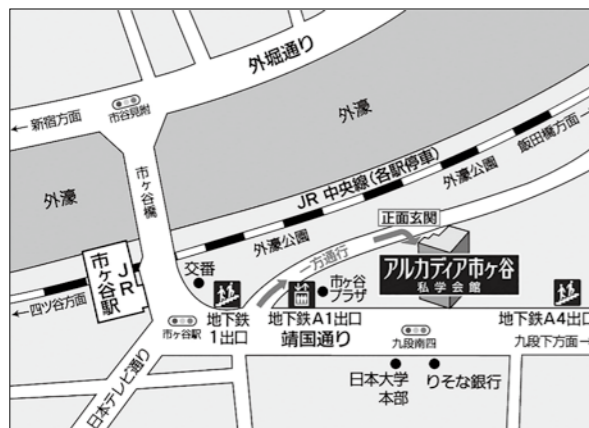 外堀通り
←新宿方面
市谷見附
外濠
外濠
市ヶ谷橋
JR 中央線(各駅停車)
外濠公園
飯田橋方面→
外濠公園
正面玄関
一方通行
交番
JR
市ヶ谷駅
←四ツ谷方面
市ヶ谷
プラザ
アルカディア市ヶ谷
私学会館
市ヶ谷駅
地下鉄
1出口
地下鉄A1出口
靖国通り
九段南四
地下鉄A4出口
九段下方面→
日本テレビ通り
日本大学
本部
りそな銀行